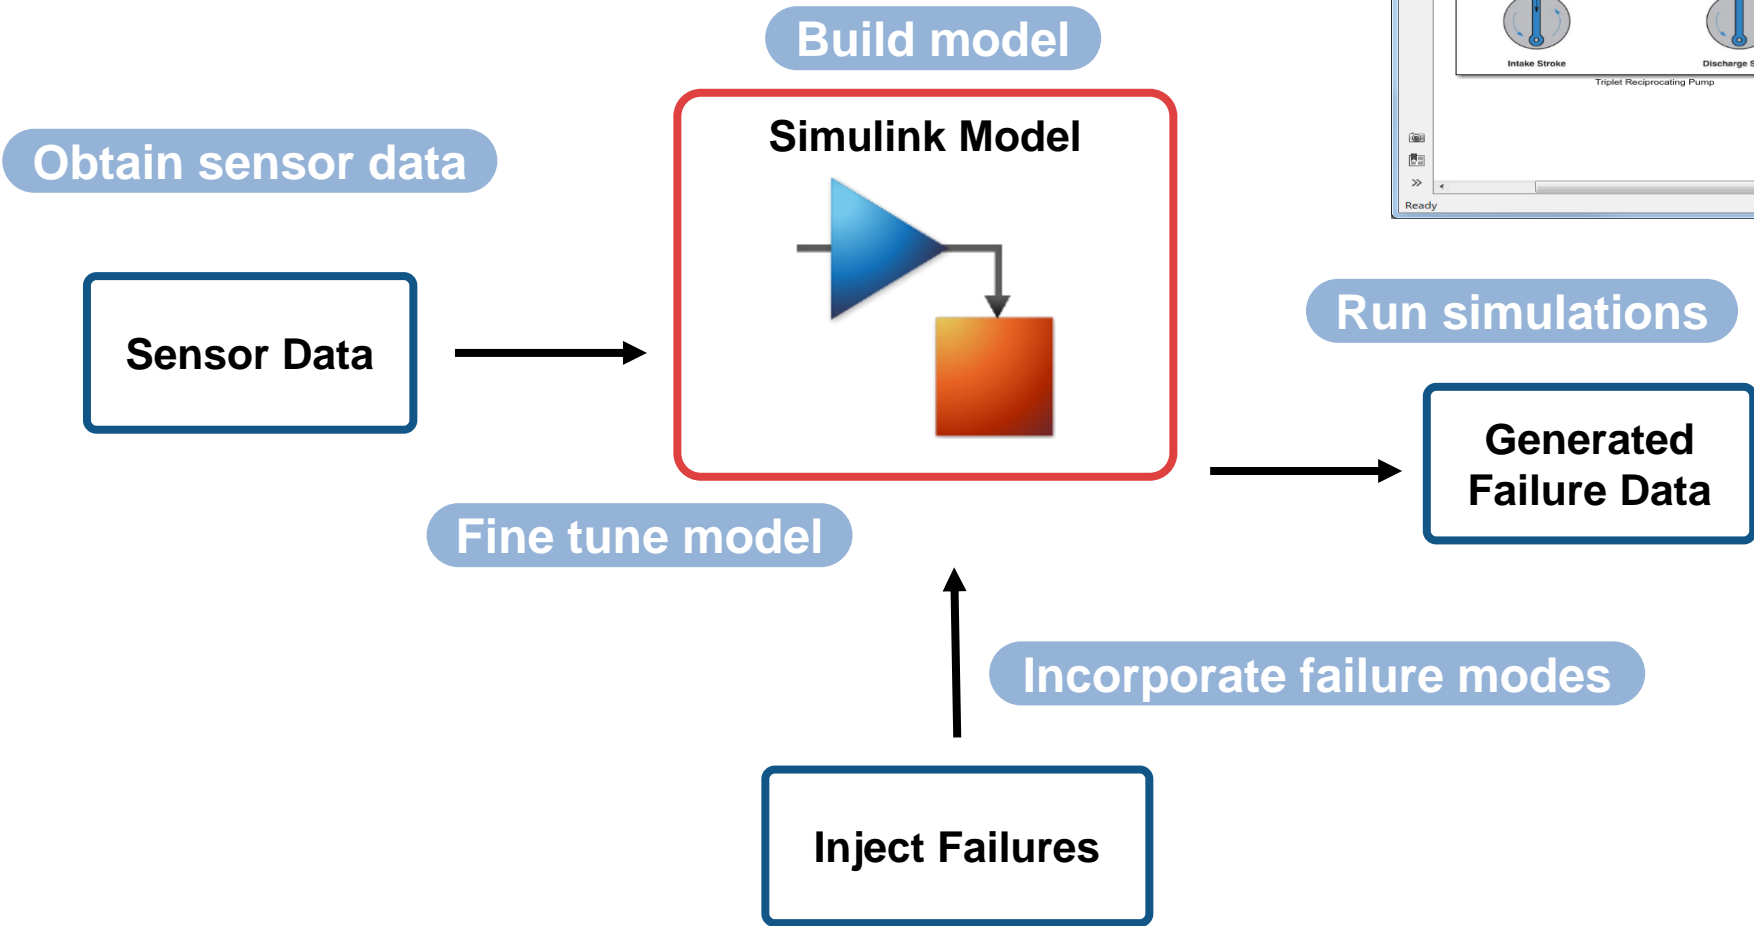 Build model
Intake Stroke
Discharge S
Triplet Reciprocating Pump
Simulink Model
Obtain sensor data
Ready
Run simulations
Sensor Data
Generated
Failure Data
Fine tune model
Incorporate failure modes
Inject Failures